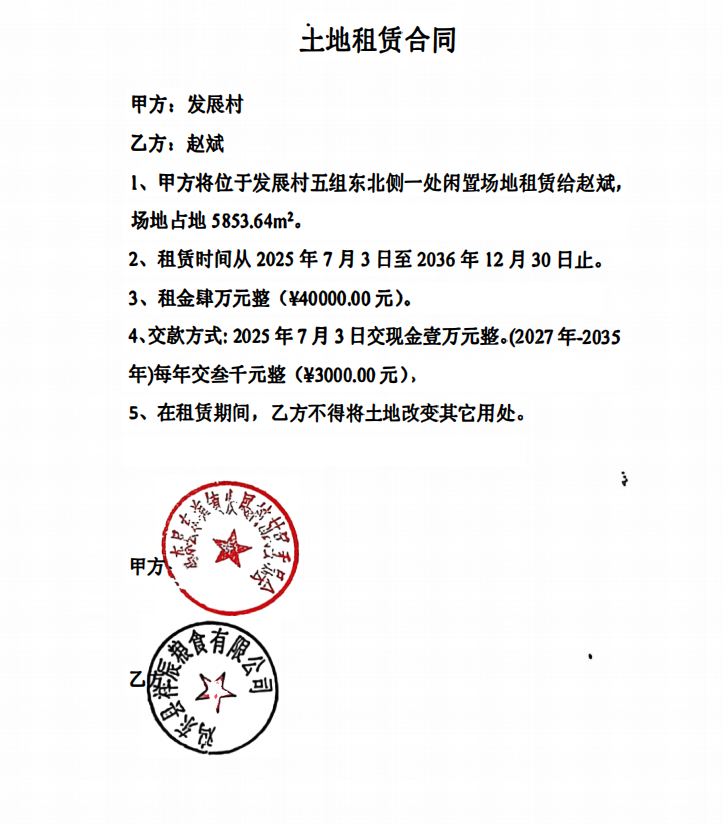 土地租赁合同
甲方：发展村
乙方：赵斌
1、甲方将位于发展村五组东北侧一处闲置场地租赁给赵斌，
场地占地 5853.64m²。
2、租赁时间从 2025 年 7 月 3 日至 2036 年 12 月 30 日止。
3、租金肆万元整（¥40000.00 元）。
4、交款方式: 2025 年 7 月 3 日交现金壹万元整。(2027 年-2035
年)每年交叁千元整（¥3000.00 元），
5、在租赁期间，乙方不得将土地改变其它用处。
甲方
乙方
鸡东县祥辰粮食有限公司